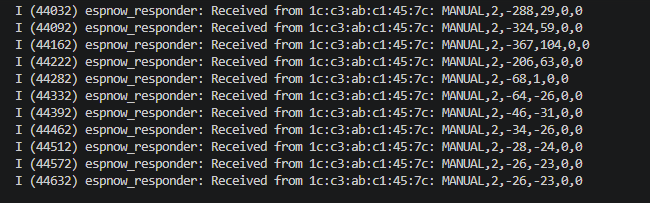 I (44032) espnow_responder: Received from 1c:c3:ab:c1:45:7c: MANUAL,2,-288,29,0,0
I (44092) espnow_responder: Received from 1c:c3:ab:c1:45:7c: MANUAL,2,-324,59,0,0
I (44162) espnow_responder: Received from 1c:c3:ab:c1:45:7c: MANUAL,2,-367,104,0,0
I (44222) espnow_responder: Received from 1c:c3:ab:c1:45:7c: MANUAL,2,-206,63,0,0
I (44282) espnow_responder: Received from 1c:c3:ab:c1:45:7c: MANUAL,2,-68,1,0,0
I (44332) espnow_responder: Received from 1c:c3:ab:c1:45:7c: MANUAL,2,-64,-26,0,0
I (44392) espnow_responder: Received from 1c:c3:ab:c1:45:7c: MANUAL,2,-46,-31,0,0
I (44462) espnow_responder: Received from 1c:c3:ab:c1:45:7c: MANUAL,2,-34,-26,0,0
I (44512) espnow_responder: Received from 1c:c3:ab:c1:45:7c: MANUAL,2,-28,-24,0,0
I (44572) espnow_responder: Received from 1c:c3:ab:c1:45:7c: MANUAL,2,-26,-23,0,0
I (44632) espnow_responder: Received from 1c:c3:ab:c1:45:7c: MANUAL,2,-26,-23,0,0